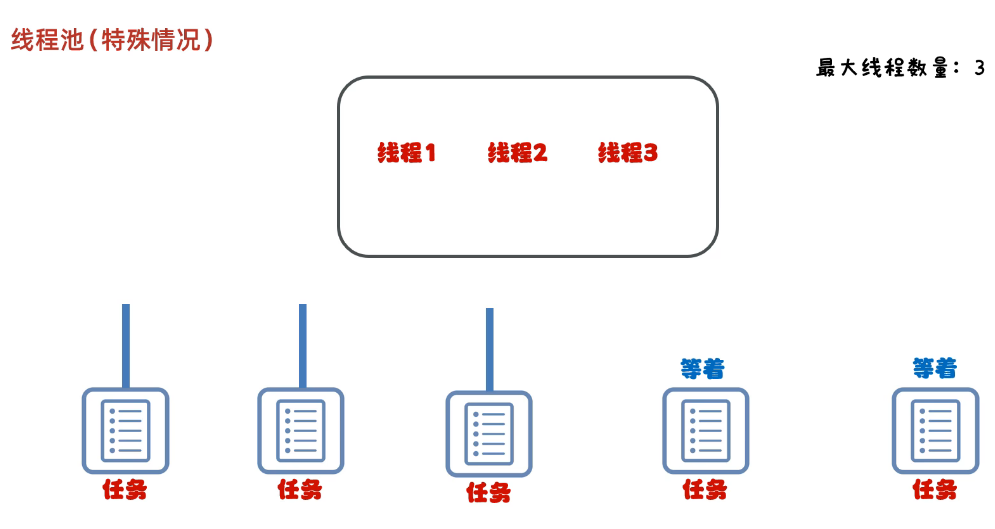 线程池(特殊情况)
最大线程数量：3
线程1 线程2 线程3
等着 等着
任务 任务 任务 任务 任务